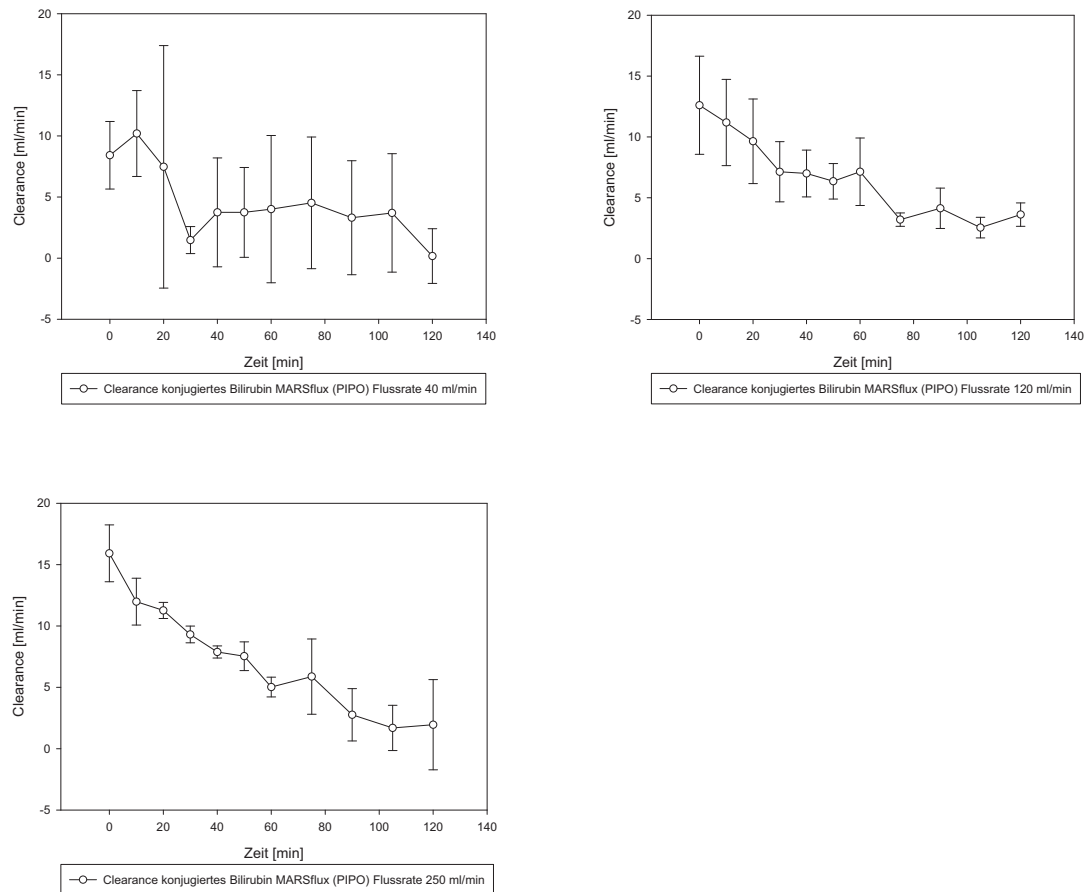 20
15
10
5
0
-5
Clearance [ml/min]
0 20 40 60 80 100 120 140
Zeit [min]
Clearance konjugiertes Bilirubin MARSflux (PIPO) Flussrate 40 ml/min
20
15
10
5
0
-5
Clearance [ml/min]
0 20 40 60 80 100 120 140
Zeit [min]
Clearance konjugiertes Bilirubin MARSflux (PIPO) Flussrate 120 ml/min
20
15
10
5
0
-5
Clearance [ml/min]
0 20 40 60 80 100 120 140
Zeit [min]
Clearance konjugiertes Bilirubin MARSflux (PIPO) Flussrate 250 ml/min